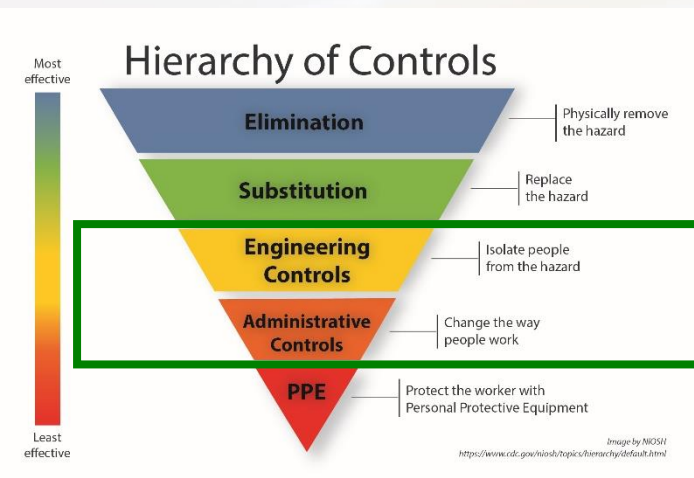 Hierarchy of Controls
Most
effective
Elimination
Physically remove
the hazard
Substitution
Replace
the hazard
Engineering
Controls
Isolate people
from the hazard
Administrative
Controls
Change the way
people work
PPE
Protect the worker with
Personal Protective Equipment
Least
effective
Image by NIOSH
https://www.cdc.gov/niosh/topics/hierarchy/default.html